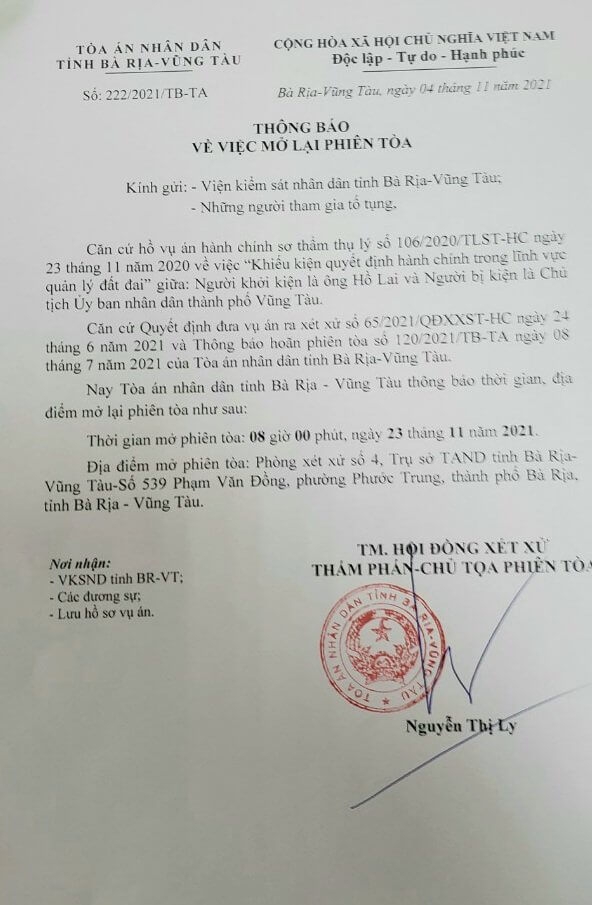 TÒA ÁN NHÂN DÂN
TỈNH BÀ RỊA-VŨNG TÀU
Số: 222/2021/TB-TA
CỘNG HÒA XÃ HỘI CHỦ NGHĨA VIỆT NAM
Độc lập - Tự do - Hạnh phúc
Bà Rịa-Vũng Tàu, ngày 04 tháng 11 năm 2021
THÔNG BÁO
VỀ VIỆC MỞ LẠI PHIÊN TÒA
Kính gửi: - Viện kiểm sát nhân dân tỉnh Bà Rịa-Vũng Tàu;
- Những người tham gia tố tụng,
Căn cứ hồ vụ án hành chính sơ thẩm thụ lý số 106/2020/TLST-HC ngày
23 tháng 11 năm 2020 về việc “Khiếu kiện quyết định hành chính trong lĩnh vực
quản lý đất đai” giữa: Người khởi kiện là ông Hồ Lai và Người bị kiện là Chủ
tịch Ủy ban nhân dân thành phố Vũng Tàu.
Căn cứ Quyết định đưa vụ án ra xét xử số 65/2021/QĐXXST-HC ngày 24
tháng 6 năm 2021 và Thông báo hoãn phiên tòa số 120/2021/TB-TA ngày 08
tháng 7 năm 2021 của Tòa án nhân dân tỉnh Bà Rịa-Vũng Tàu.
Nay Tòa án nhân dân tỉnh Bà Rịa - Vũng Tàu thông báo thời gian, địa
điểm mở lại phiên tòa như sau:
Thời gian mở phiên tòa: 08 giờ 00 phút, ngày 23 tháng 11 năm 2021.
Địa điểm mở phiên tòa: Phòng xét xử số 4, Trụ sở TAND tỉnh Bà Rịa-
Vũng Tàu-Số 539 Phạm Văn Đồng, phường Phước Trung, thành phố Bà Rịa,
tỉnh Bà Rịa - Vũng Tàu.
Nơi nhận:
- VKSND tỉnh BR-VT;
- Các đương sự;
- Lưu hồ sơ vụ án.
TM. HỘI ĐỒNG XÉT XỬ
THẨM PHÁN-CHỦ TỌA PHIÊN TÒA
TÒA ÁN NHÂN DÂN TỈNH BÀ RỊA-VŨNG TÀU
Nguyễn Thị Ly